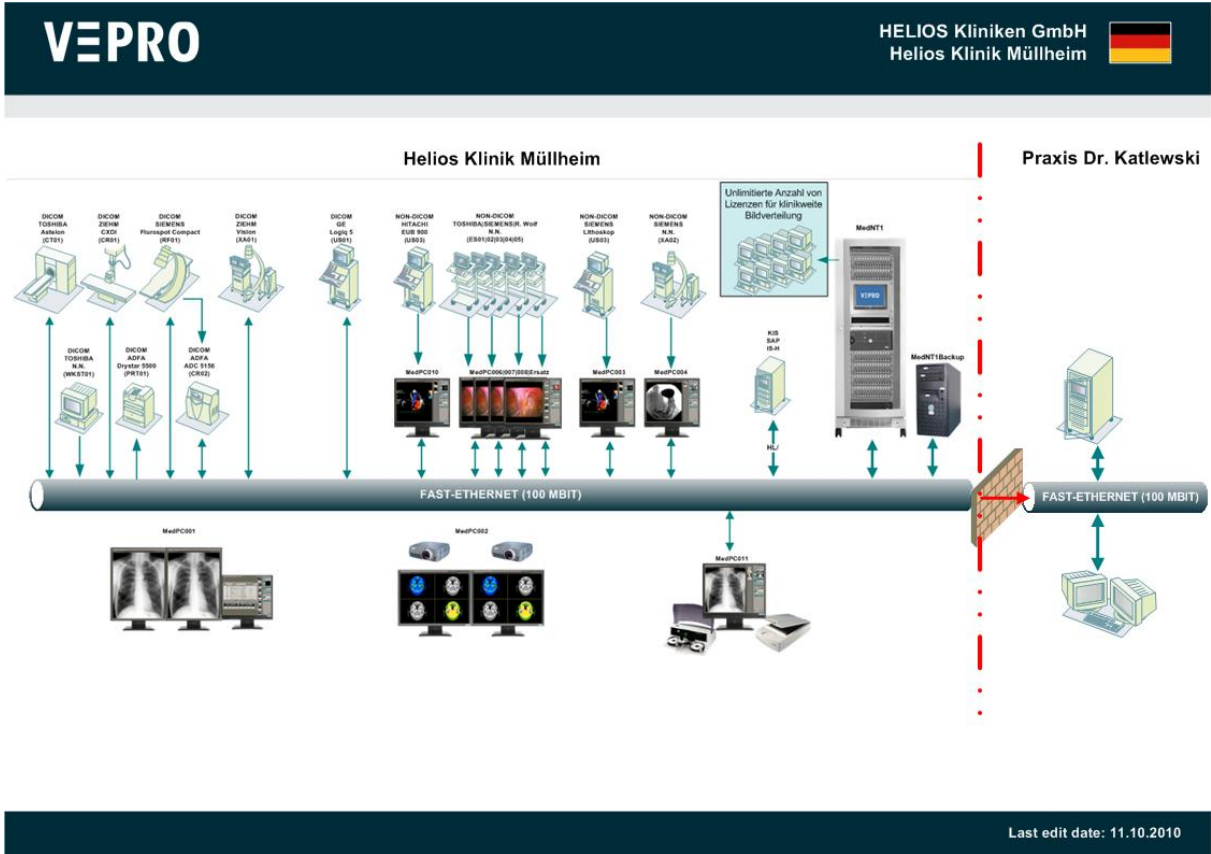 VEPRO
HELIOS Kliniken GmbH
Helios Klinik Müllheim
Helios Klinik Müllheim
Praxis Dr. Katlewski
DICOM
TOSHIBA
Asteion
(CT01)
DICOM
ZIEHM
CXDI
(CR01)
DICOM
SIEMENS
Flurospot Compact
(RF01)
DICOM
ZIEHM
Vision
(XA01)
DICOM
GE
Logiq 5
(US01)
NON-DICOM
HITACHI
EUB 900
(US03)
NON-DICOM
TOSHIBA|SIEMENS|R. Wolf
N.N.
(ES01|02|03|04|05)
NON-DICOM
SIEMENS
Lithoskop
(US03)
NON-DICOM
SIEMENS
N.N.
(XA02)
Unlimitierte Anzahl von
Lizenzen für klinikweite
Bildverteilung
MedNT1
VEPRO
DICOM
TOSHIBA
N.N.
(WKST01)
DICOM
ADFA
Drystar 5500
(PRT01)
DICOM
ADFA
ADC 5156
(CR02)
MedPC010
MedPC006|007|008|Ersatz
MedPC003
MedPC004
KIS
SAP
IS-H
MedNT1Backup
HL/
FAST-ETHERNET (100 MBIT)
FAST-ETHERNET (100 MBIT)
MedPC001
MedPC002
MedPC011
Last edit date: 11.10.2010